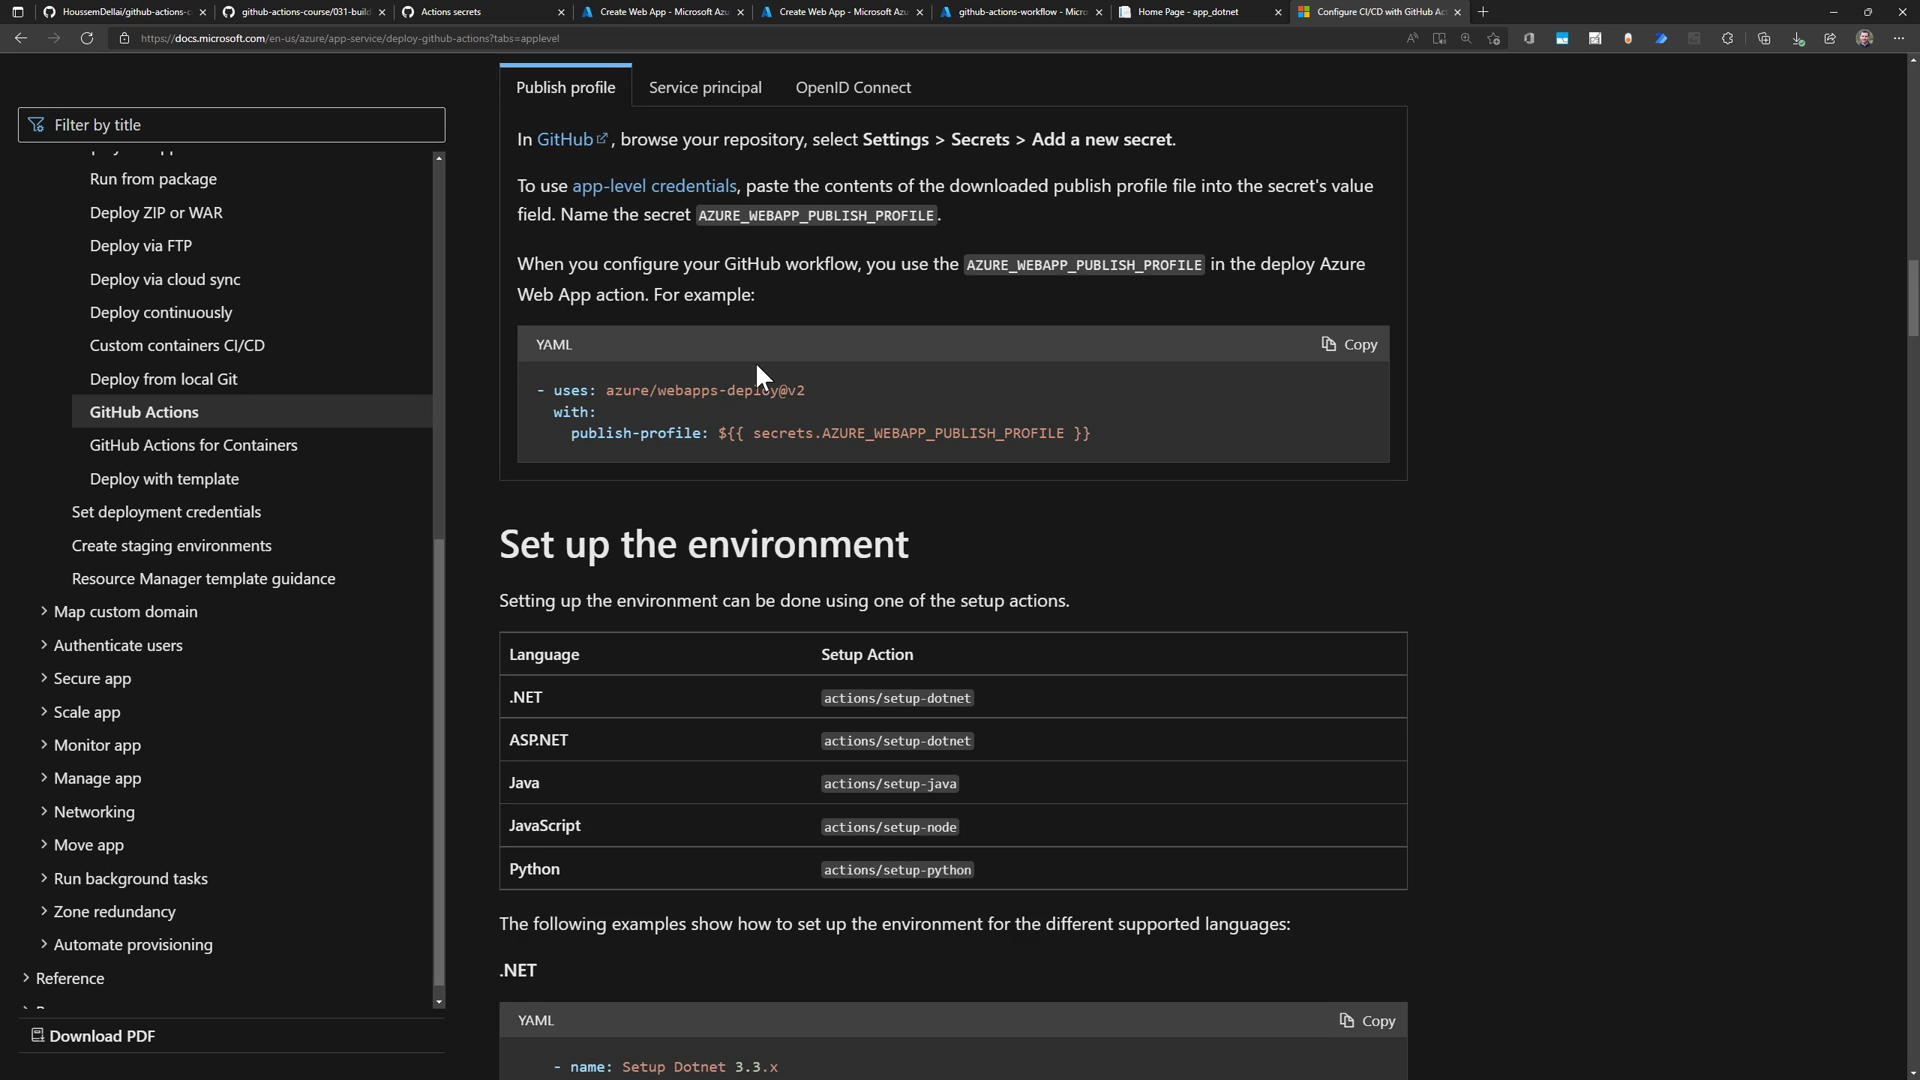 HoussemDellai/github-actions-c
github-actions-course/031-build
Actions secrets
Create Web App - Microsoft Azu
Create Web App - Microsoft Azu
github-actions-workflow - Micro
Home Page - app_dotnet
Configure CI/CD with GitHub Ac
https://docs.microsoft.com/en-us/azure/app-service/deploy-github-actions?tabs=applevel
Filter by title
Run from package
Deploy ZIP or WAR
Deploy via FTP
Deploy via cloud sync
Deploy continuously
Custom containers CI/CD
Deploy from local Git
GitHub Actions
GitHub Actions for Containers
Deploy with template
Set deployment credentials
Create staging environments
Resource Manager template guidance
Map custom domain
Authenticate users
Secure app
Scale app
Monitor app
Manage app
Networking
Move app
Run background tasks
Zone redundancy
Automate provisioning
Reference
Download PDF
Publish profile
Service principal
OpenID Connect
In GitHub, browse your repository, select Settings > Secrets > Add a new secret.
To use app-level credentials, paste the contents of the downloaded publish profile file into the secret's value
field. Name the secret AZURE_WEBAPP_PUBLISH_PROFILE.
When you configure your GitHub workflow, you use the AZURE_WEBAPP_PUBLISH_PROFILE in the deploy Azure
Web App action. For example:
YAML
Copy
- uses: azure/webapps-deploy@v2
with:
publish-profile: ${{ secrets.AZURE_WEBAPP_PUBLISH_PROFILE }}
Set up the environment
Setting up the environment can be done using one of the setup actions.
Language Setup Action
.NET actions/setup-dotnet
ASP.NET actions/setup-dotnet
Java actions/setup-java
JavaScript actions/setup-node
Python actions/setup-python
The following examples show how to set up the environment for the different supported languages:
.NET
YAML
Copy
- name: Setup Dotnet 3.3.x